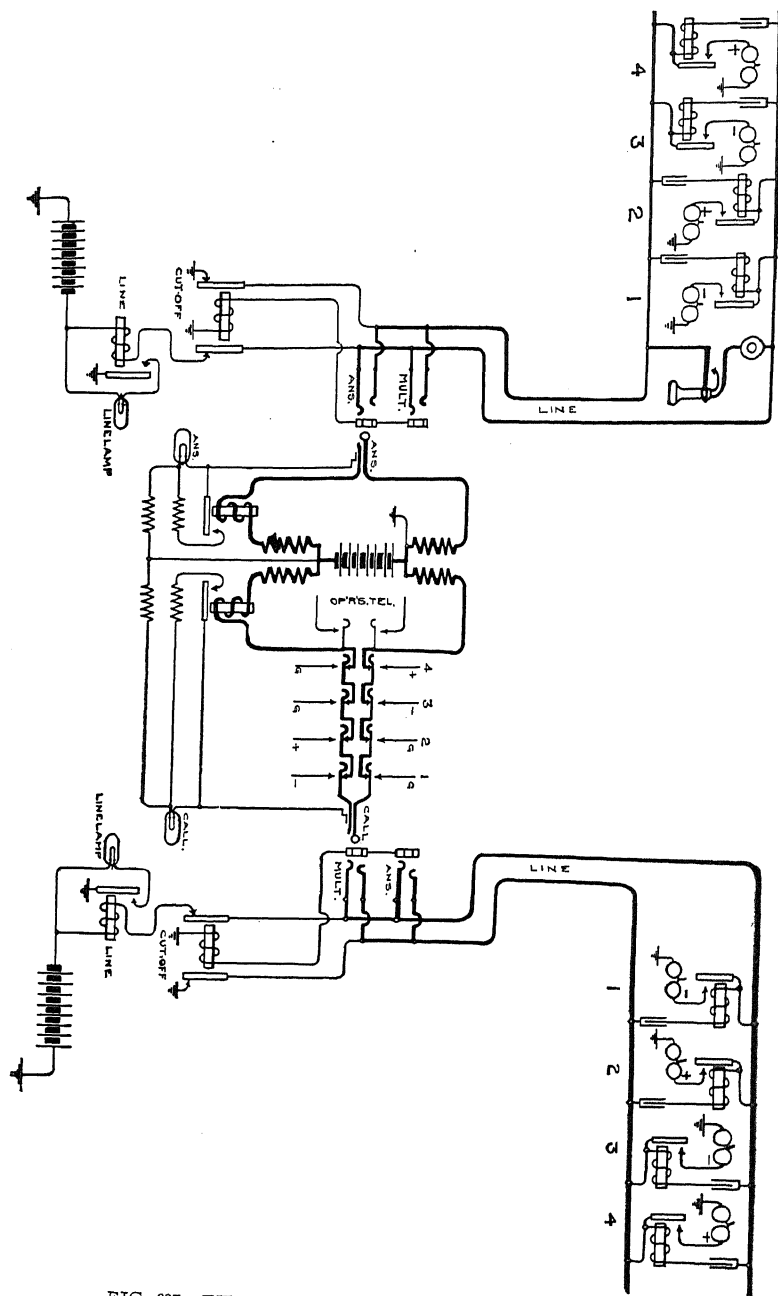 4
3
2
1
+
-
+
-
LINE
CUT-OFF
LINE
LINE LAMP
ANS.
MULT.
ANS.
ANS.
OP'R'S. TEL.
4
+
3
-
2
G
1
G
G
G
+
-
CALL
CALL.
LINE LAMP
LINE
CUT-OFF
MULT.
ANS.
LINE
1
2
3
4
-
+
-
+